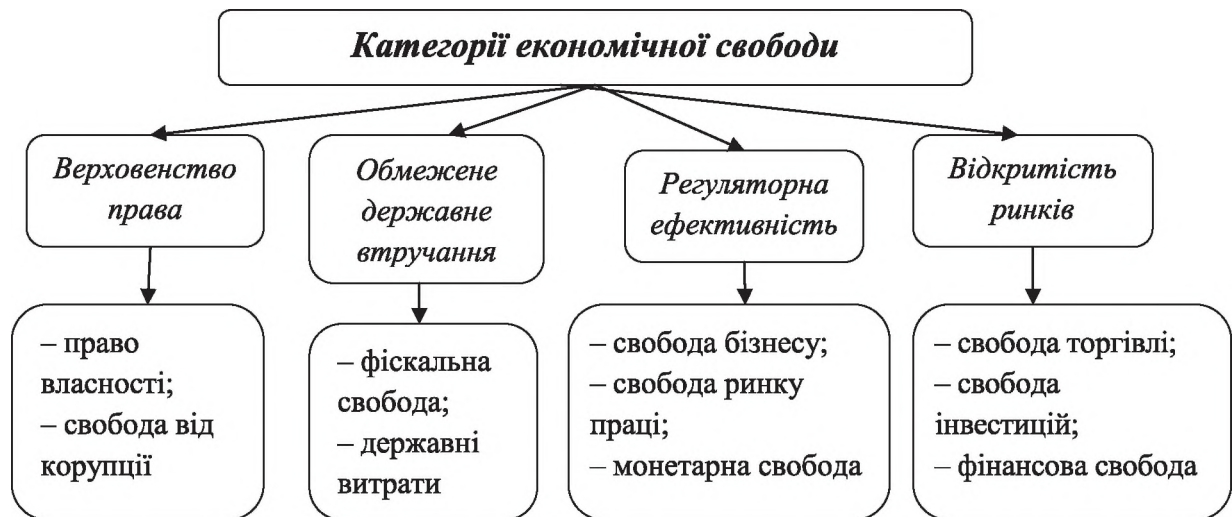 Категорії економічної свободи
Верховенство
права
Обмежене
державне
втручання
Регуляторна
ефективність
Відкритість
ринків
– право
власності;
– свобода від
корупції
– фіскальна
свобода;
– державні
витрати
– свобода бізнесу;
– свобода ринку
праці;
– монетарна свобода
– свобода торгівлі;
– свобода
інвестицій;
– фінансова свобода